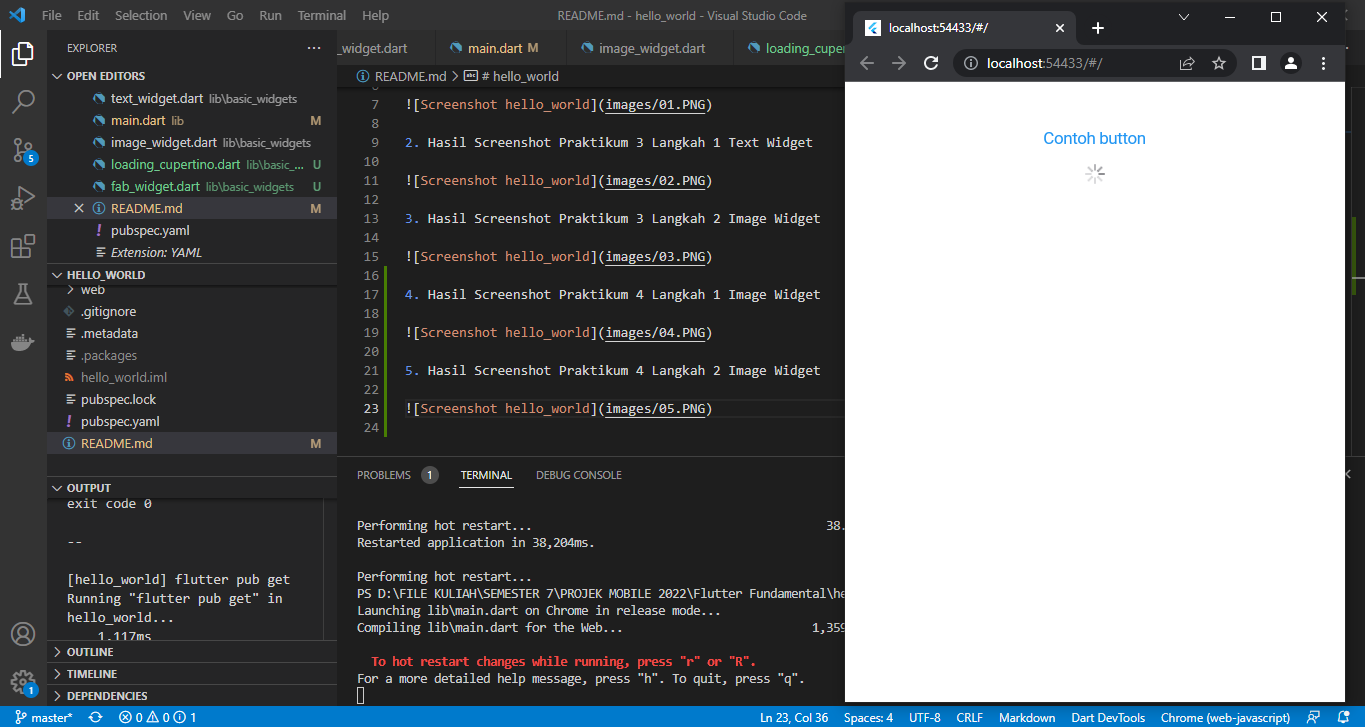 File Edit Selection View Go Run Terminal Help
README.md - hello_world - Visual Studio Code
EXPLORER
OPEN EDITORS
text_widget.dart lib\basic_widgets
main.dart lib M
image_widget.dart lib\basic_widgets
loading_cupertino.dart lib\basic_... U
fab_widget.dart lib\basic_widgets U
README.md M
pubspec.yaml
Extension: YAML
HELLO_WORLD
web
.gitignore
.metadata
.packages
hello_world.iml
pubspec.lock
pubspec.yaml
README.md M
OUTPUT
exit code 0
--
[hello_world] flutter pub get
Running "flutter pub get" in
hello_world...
1,117ms
OUTLINE
TIMELINE
DEPENDENCIES
5
1
_widget.dart main.dart M image_widget.dart loading_cuper
README.md > # hello_world
7 ![Screenshot hello_world](images/01.PNG)
8
9 2. Hasil Screenshot Praktikum 3 Langkah 1 Text Widget
10
11 ![Screenshot hello_world](images/02.PNG)
12
13 3. Hasil Screenshot Praktikum 3 Langkah 2 Image Widget
14
15 ![Screenshot hello_world](images/03.PNG)
16
17 4. Hasil Screenshot Praktikum 4 Langkah 1 Image Widget
18
19 ![Screenshot hello_world](images/04.PNG)
20
21 5. Hasil Screenshot Praktikum 4 Langkah 2 Image Widget
22
23 ![Screenshot hello_world](images/05.PNG)
24
PROBLEMS 1 TERMINAL DEBUG CONSOLE
Performing hot restart... 38.
Restarted application in 38,204ms.
Performing hot restart...
PS D:\FILE KULIAH\SEMESTER 7\PROJEK MOBILE 2022\Flutter Fundamental\he
Launching lib\main.dart on Chrome in release mode...
Compiling lib\main.dart for the Web... 1,359
To hot restart changes while running, press "r" or "R".
For a more detailed help message, press "h". To quit, press "q".
localhost:54433/#/
localhost:54433/#/
Contoh button
master* 0 0 1 Ln 23, Col 36 Spaces: 4 UTF-8 CRLF Markdown Dart DevTools Chrome (web-javascript)